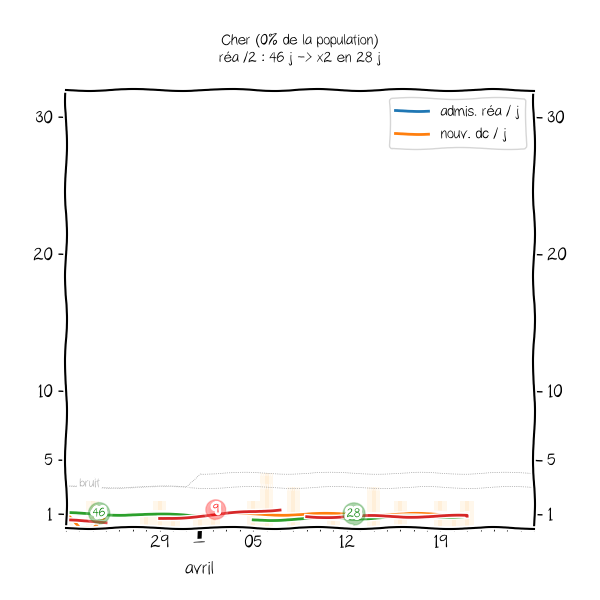 Cher (0% de la population)
réa /2 : 46 j -> x2 en 28 j
admis. réa / j
nouv. dc / j
30
30
20
20
10
10
5
5
bruit
46
9
28
1
1
29
05
12
19
avril